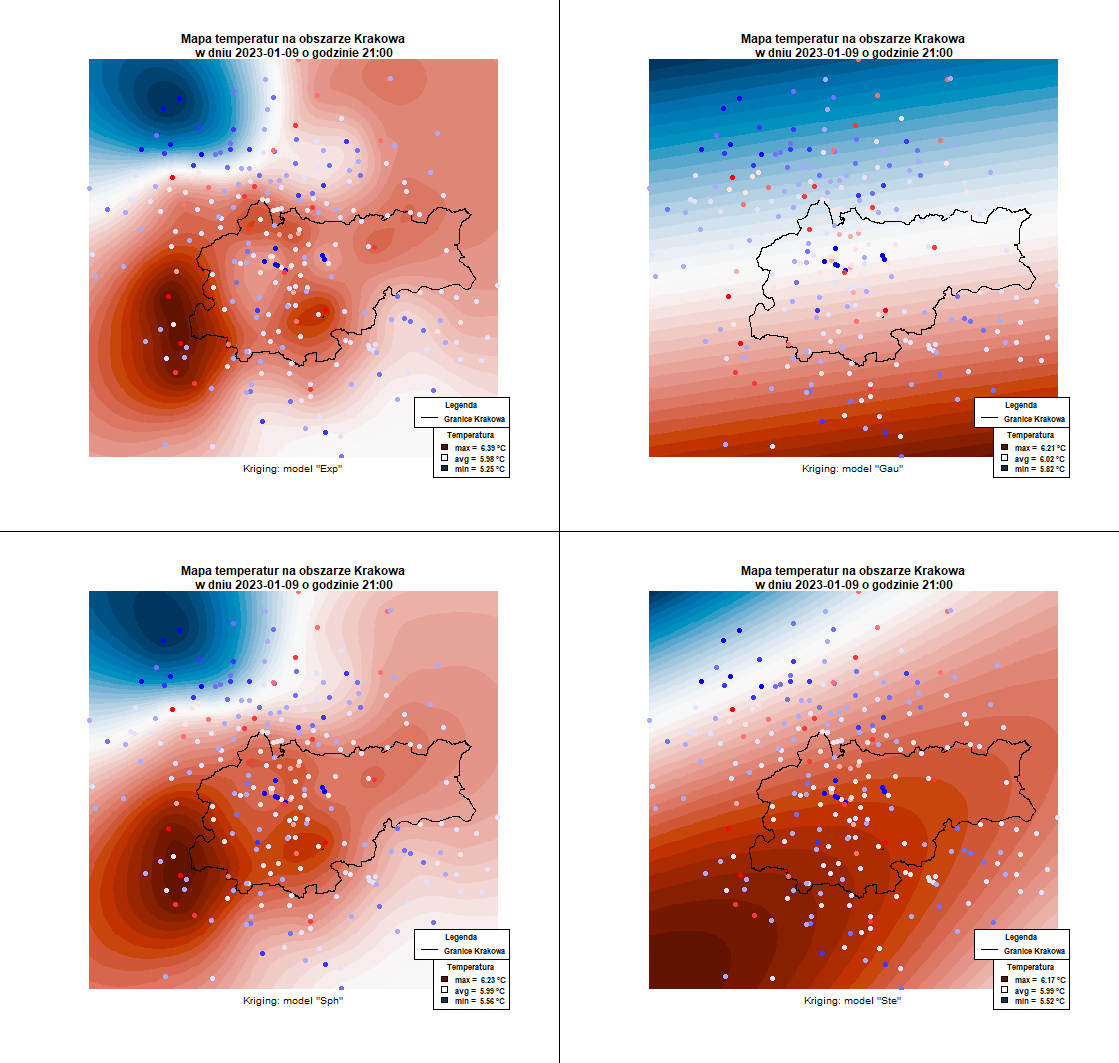 Mapa temperatur na obszarze Krakowa
w dniu 2023-01-09 o godzinie 21:00
Legenda
Granice Krakowa
Temperatura
max = 6.39 °C
avg = 5.98 °C
min = 5.25 °C
Kriging: model "Exp"
Mapa temperatur na obszarze Krakowa
w dniu 2023-01-09 o godzinie 21:00
Legenda
Granice Krakowa
Temperatura
max = 6.21 °C
avg = 6.02 °C
min = 5.82 °C
Kriging: model "Gau"
Mapa temperatur na obszarze Krakowa
w dniu 2023-01-09 o godzinie 21:00
Legenda
Granice Krakowa
Temperatura
max = 6.23 °C
avg = 5.99 °C
min = 5.56 °C
Kriging: model "Sph"
Mapa temperatur na obszarze Krakowa
w dniu 2023-01-09 o godzinie 21:00
Legenda
Granice Krakowa
Temperatura
max = 6.17 °C
avg = 5.99 °C
min = 5.52 °C
Kriging: model "Ste"